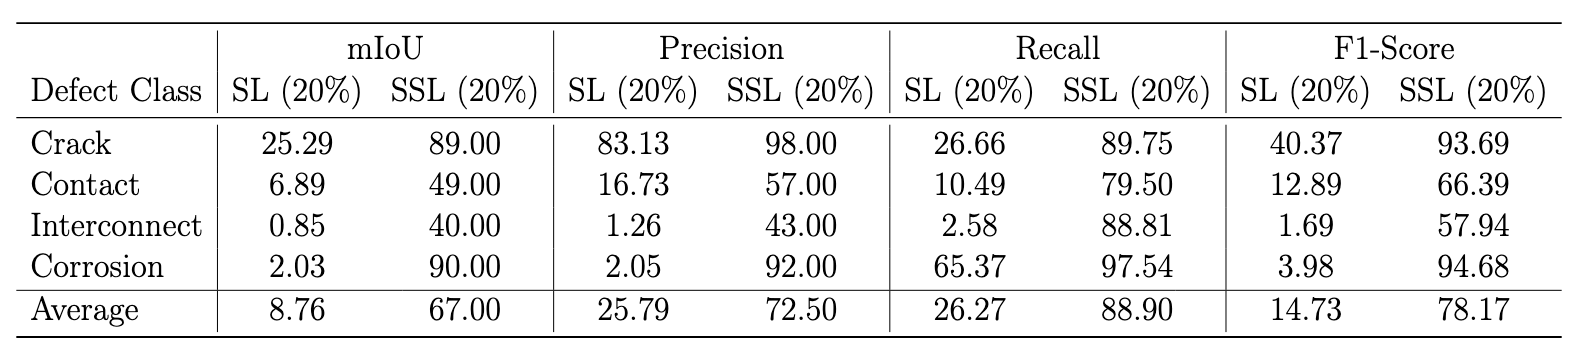 mIoU Precision Recall F1-Score
Defect Class SL (20%) SSL (20%) SL (20%) SSL (20%) SL (20%) SSL (20%) SL (20%) SSL (20%)
Crack 25.29 89.00 83.13 98.00 26.66 89.75 40.37 93.69
Contact 6.89 49.00 16.73 57.00 10.49 79.50 12.89 66.39
Interconnect 0.85 40.00 1.26 43.00 2.58 88.81 1.69 57.94
Corrosion 2.03 90.00 2.05 92.00 65.37 97.54 3.98 94.68
Average 8.76 67.00 25.79 72.50 26.27 88.90 14.73 78.17